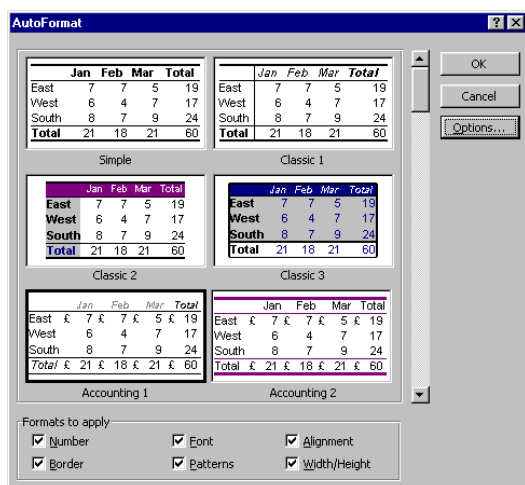 AutoFormat
Jan Feb Mar Total
East 7 7 5 19
West 6 4 7 17
South 8 7 9 24
Total 21 18 21 60
Simple
Jan Feb Mar Total
East 7 7 5 19
West 6 4 7 17
South 8 7 9 24
Total 21 18 21 60
Classic 1
OK
Cancel
Options...
Jan Feb Mar Total
East 7 7 5 19
West 6 4 7 17
South 8 7 9 24
Total 21 18 21 60
Classic 2
Jan Feb Mar Total
East 7 7 5 19
West 6 4 7 17
South 8 7 9 24
Total 21 18 21 60
Classic 3
Jan Feb Mar Total
East £ 7 £ 7 £ 5 £ 19
West 6 4 7 17
South 8 7 9 24
Total £ 21 £ 18 £ 21 £ 60
Accounting 1
Jan Feb Mar Total
East £ 7 £ 7 £ 5 £ 19
West 6 4 7 17
South 8 7 9 24
Total £ 21 £ 18 £ 21 £ 60
Accounting 2
Formats to apply
Number Font Alignment
Border Patterns Width/Height